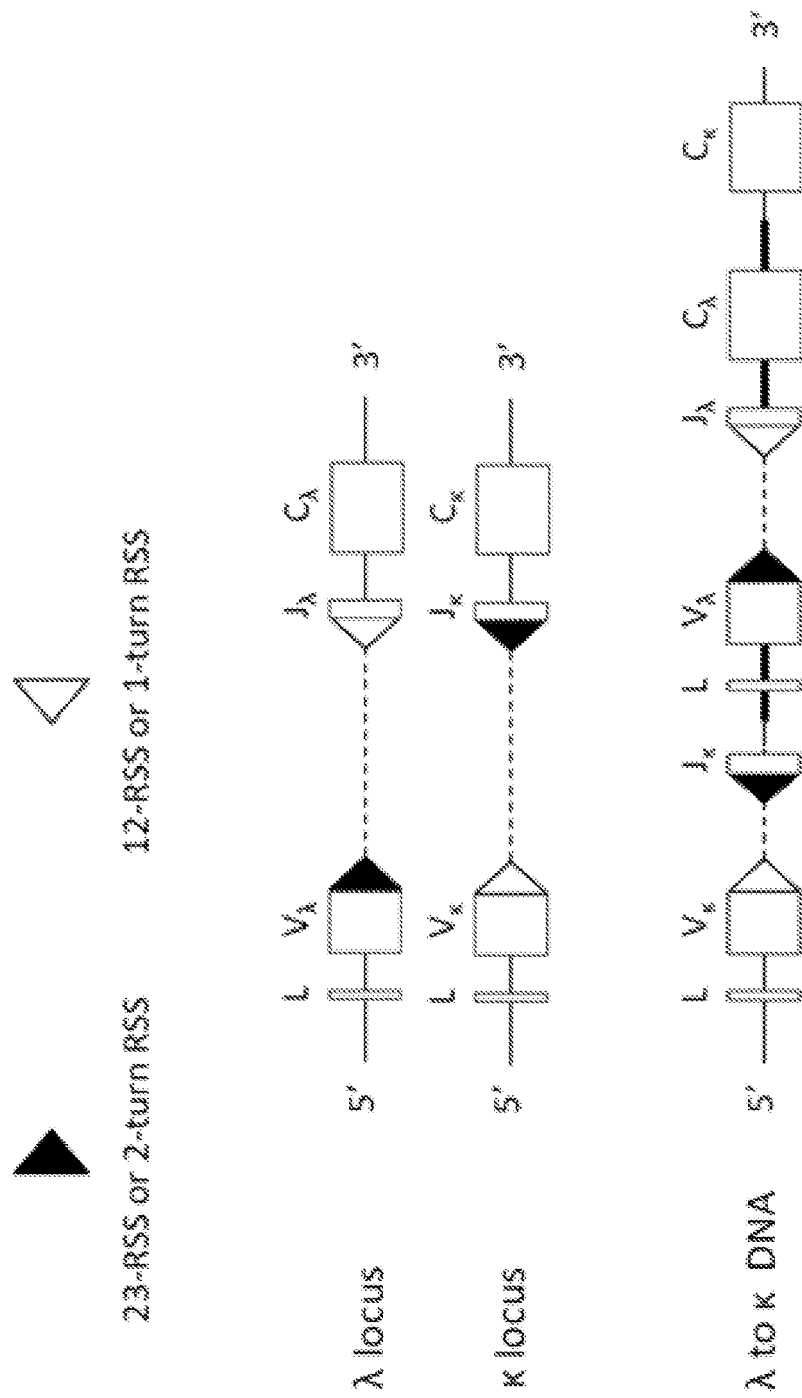 23-RSS or 2-turn RSS
12-RSS or 1-turn RSS
λ locus
5′ L Vλ Jλ Cλ 3′
κ locus
5′ L Vκ Jκ Cκ 3′
λ to κ DNA
5′ L Vκ Jκ L Vλ Jλ Cλ Cκ 3′